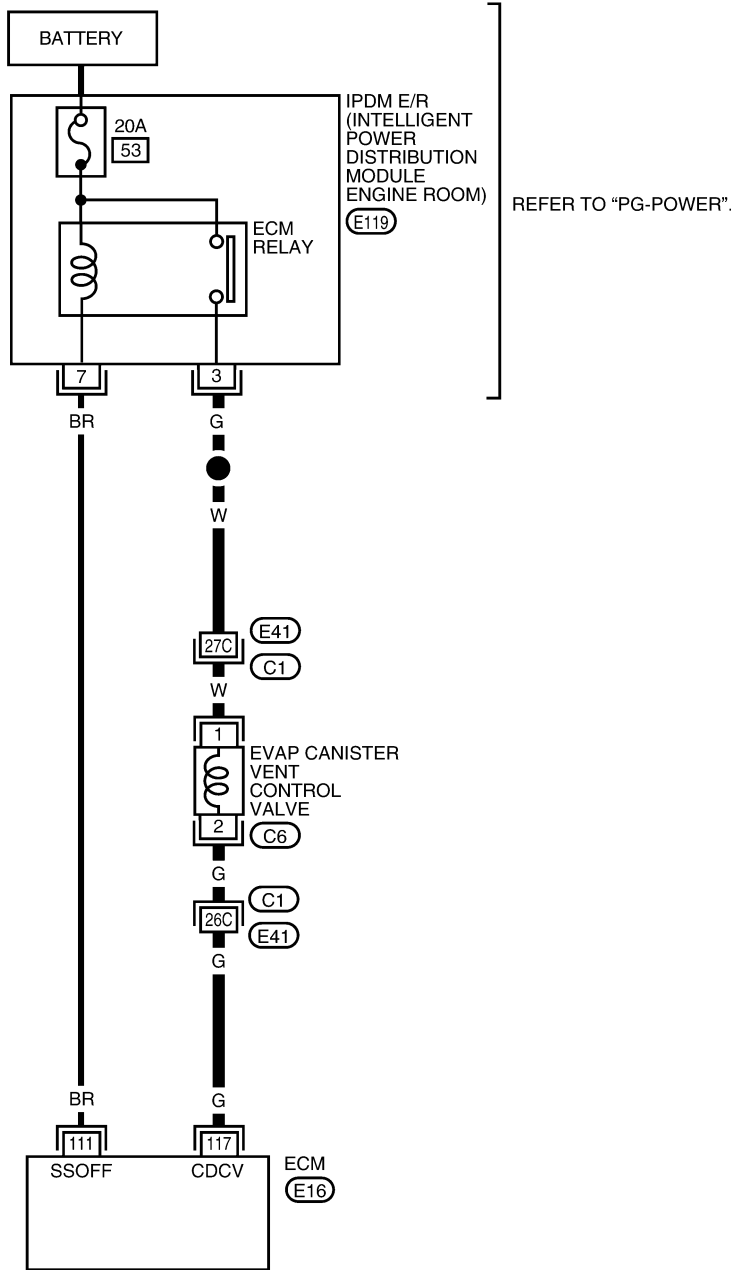 BATTERY
IPDM E/R
(INTELLIGENT
POWER
DISTRIBUTION
MODULE
ENGINE ROOM)
E119
20A
53
REFER TO “PG-POWER”.
ECM
RELAY
7
3
BR
G
W
E41
27C
C1
W
1
EVAP CANISTER
VENT
CONTROL
VALVE
2
C6
G
C1
26C
E41
G
BR
G
111
117
SSOFF
CDCV
ECM
E16